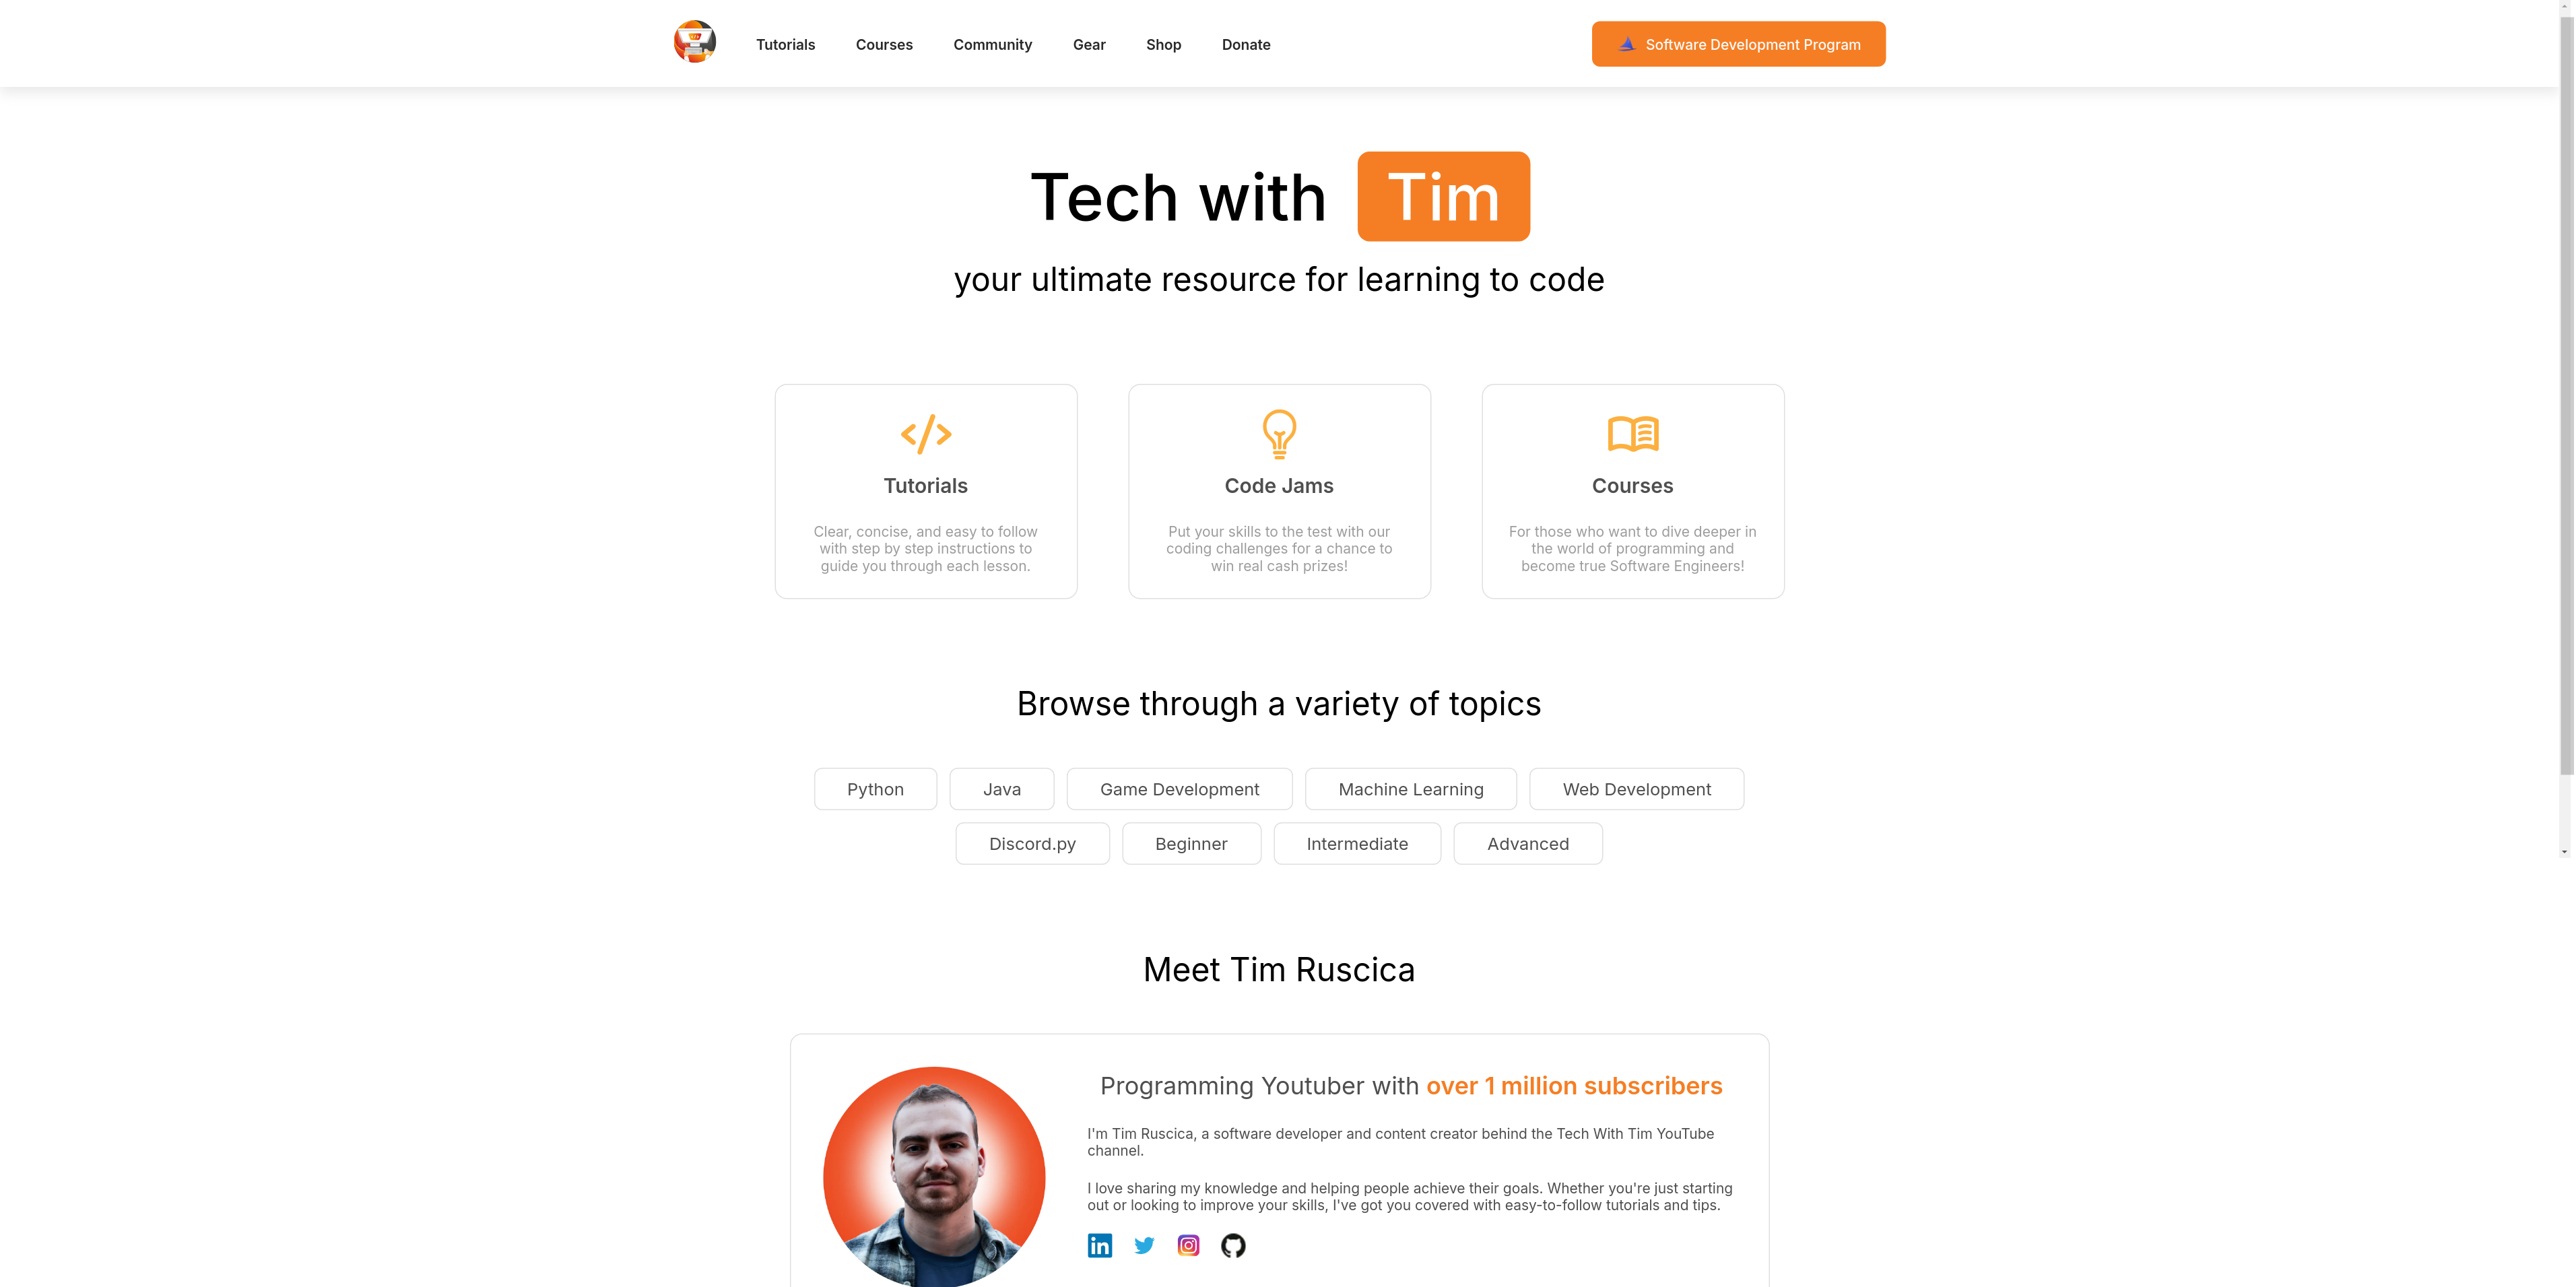 Tutorials Courses Community Gear Shop Donate Software Development Program
Tech with Tim
your ultimate resource for learning to code
Tutorials
Clear, concise, and easy to follow
with step by step instructions to
guide you through each lesson.
Code Jams
Put your skills to the test with our
coding challenges for a chance to
win real cash prizes!
Courses
For those who want to dive deeper in
the world of programming and
become true Software Engineers!
Browse through a variety of topics
Python Java Game Development Machine Learning Web Development
Discord.py Beginner Intermediate Advanced
Meet Tim Ruscica
Programming Youtuber with over 1 million subscribers
I'm Tim Ruscica, a software developer and content creator behind the Tech With Tim YouTube
channel.
I love sharing my knowledge and helping people achieve their goals. Whether you're just starting
out or looking to improve your skills, I've got you covered with easy-to-follow tutorials and tips.